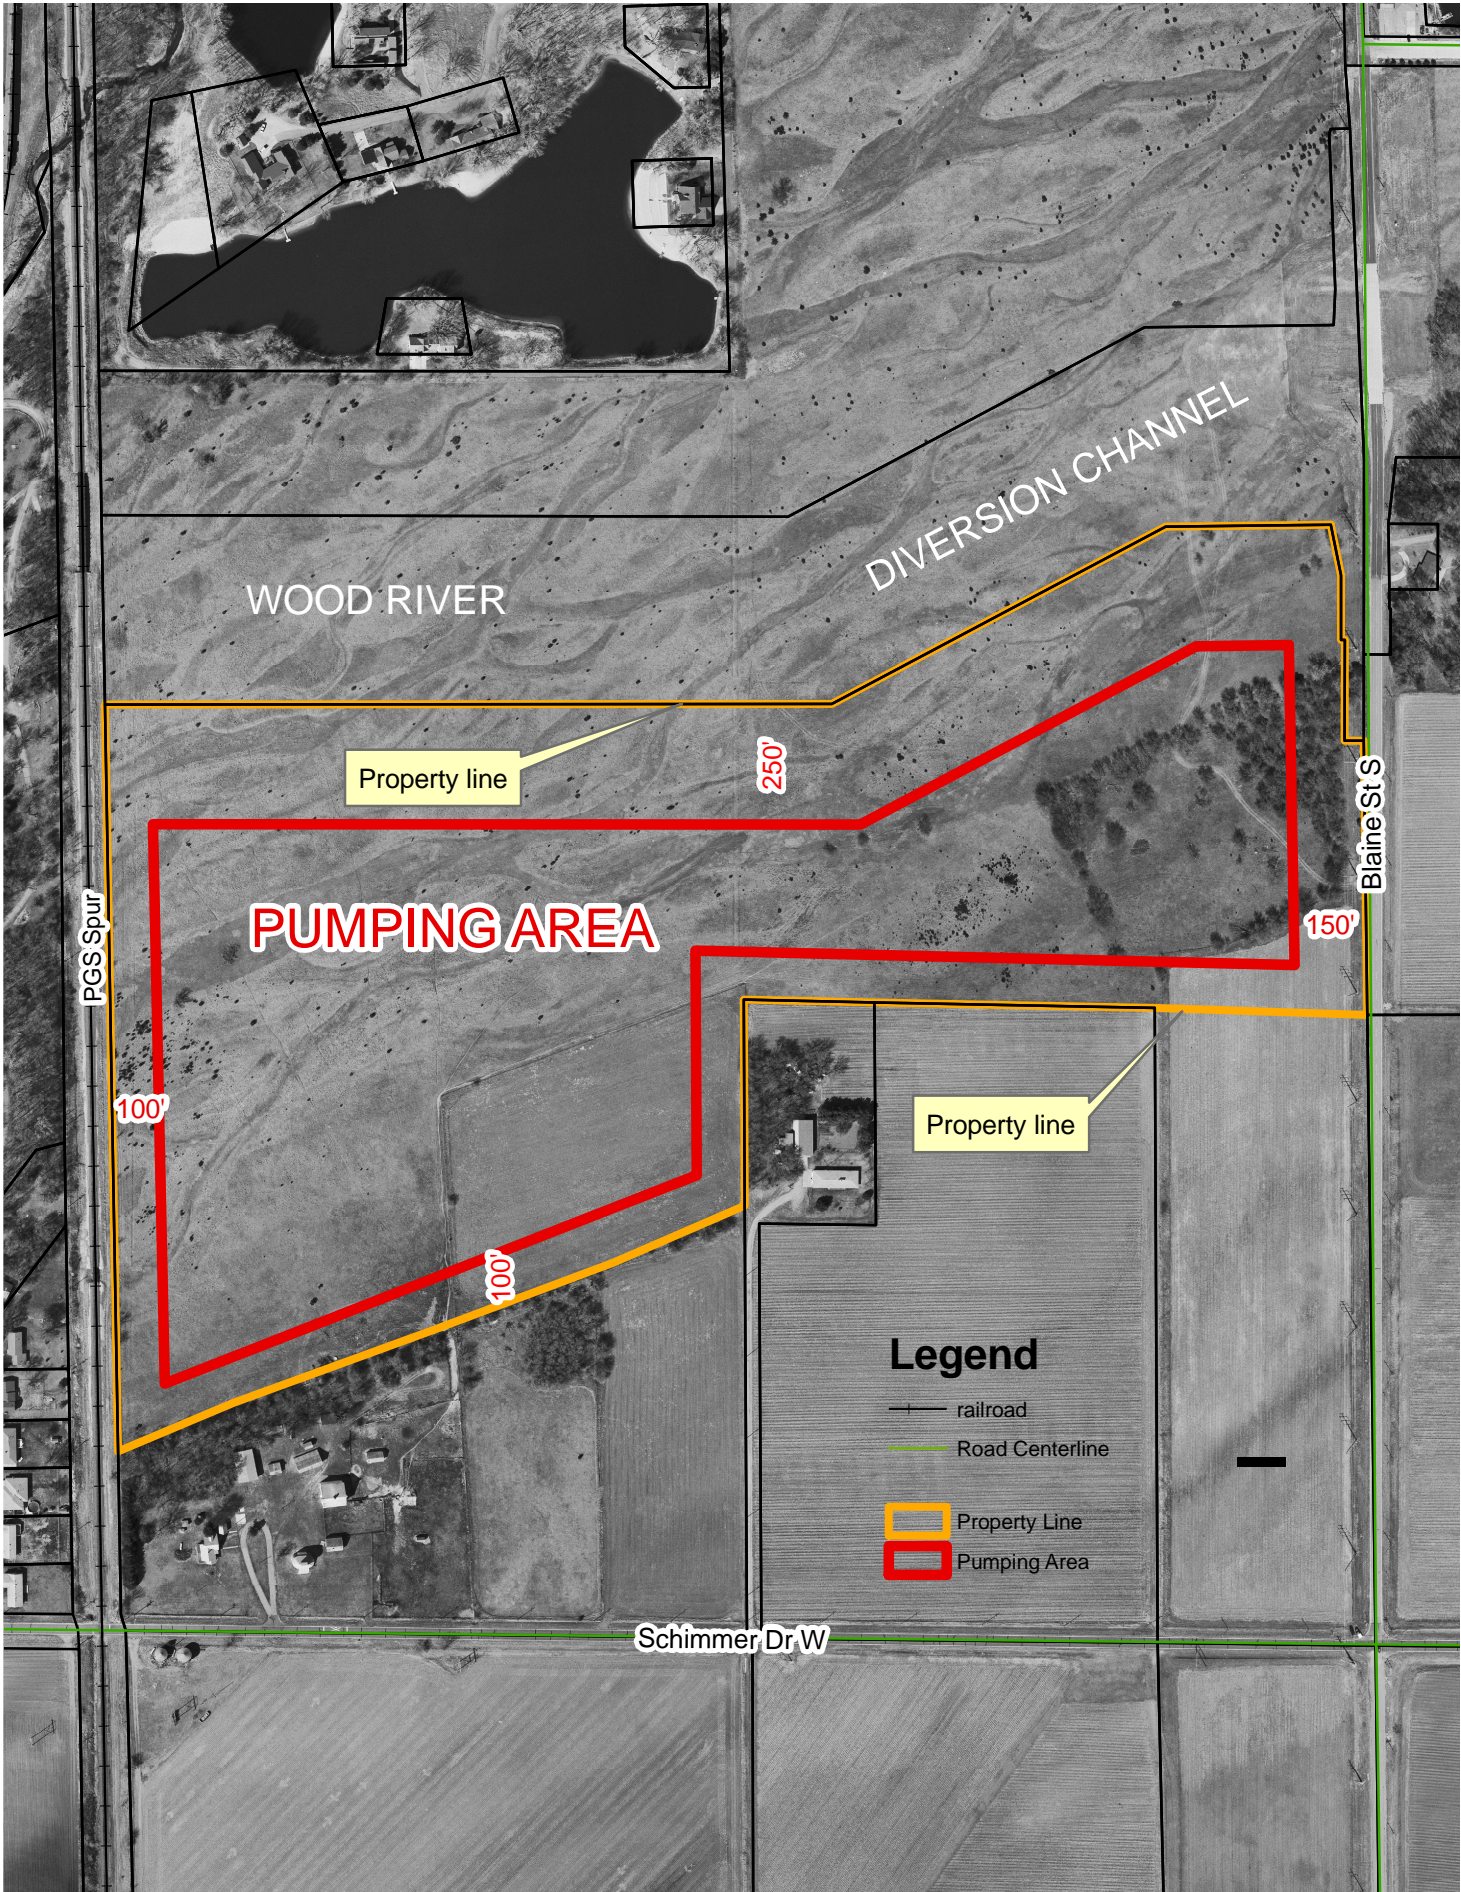 DIVERSION CHANNEL
WOOD RIVER
Property line
250'
Blaine St S
PUMPING AREA
150'
PGS Spur
100'
Property line
100'
Legend
railroad
Road Centerline
Property Line
Pumping Area
Schimmer Dr W